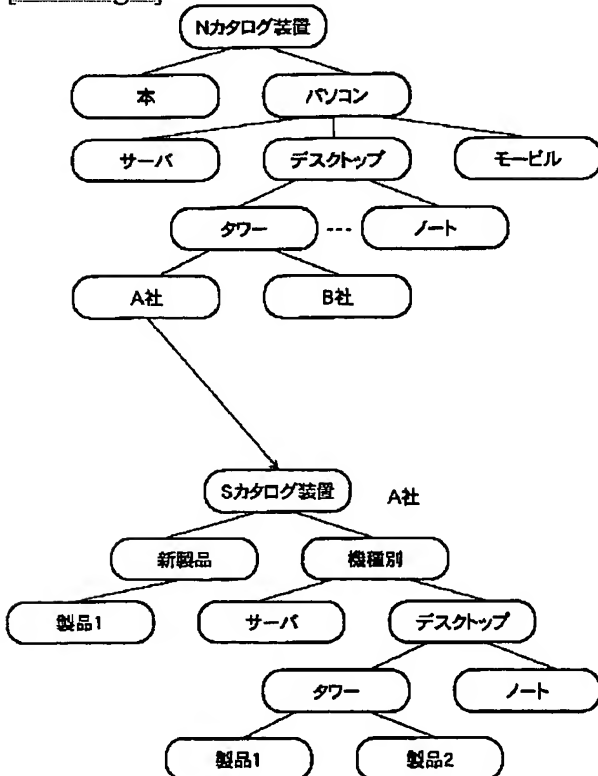 Nカタログ装置
本
パソコン
サーバ
デスクトップ
モービル
タワー
---
ノート
A社
B社
Sカタログ装置
A社
新製品
機種別
製品1
サーバ
デスクトップ
タワー
ノート
製品1
製品2